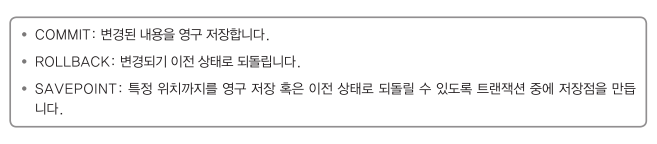 • COMMIT: 변경된 내용을 영구 저장합니다.
• ROLLBACK: 변경되기 이전 상태로 되돌립니다.
• SAVEPOINT: 특정 위치까지를 영구 저장 혹은 이전 상태로 되돌릴 수 있도록 트랜잭션 중에 저장점을 만듭
니다.